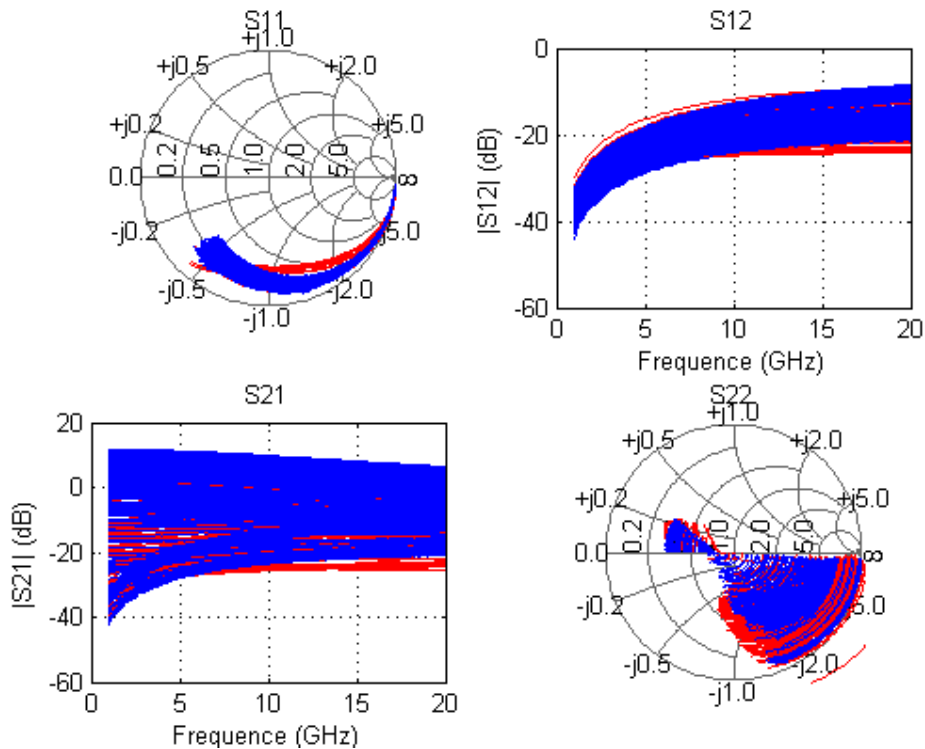 S11
+j1.0
+j0.5
+j2.0
+j0.2
+j5.0
0.0
0.2
0.5
1.0
2.0
5.0
∞
-j0.2
-j5.0
-j0.5
-j2.0
-j1.0
S12
0
-20
-40
-60
|S12| (dB)
0
5
10
15
20
Frequence (GHz)
S21
20
0
-20
-40
-60
|S21| (dB)
0
5
10
15
20
Frequence (GHz)
S22
+j1.0
+j0.5
+j2.0
+j0.2
+j5.0
0.0
0.2
1.0
2.0
5.0
∞
-j0.2
5.0
-j0.5
-j2.0
-j1.0